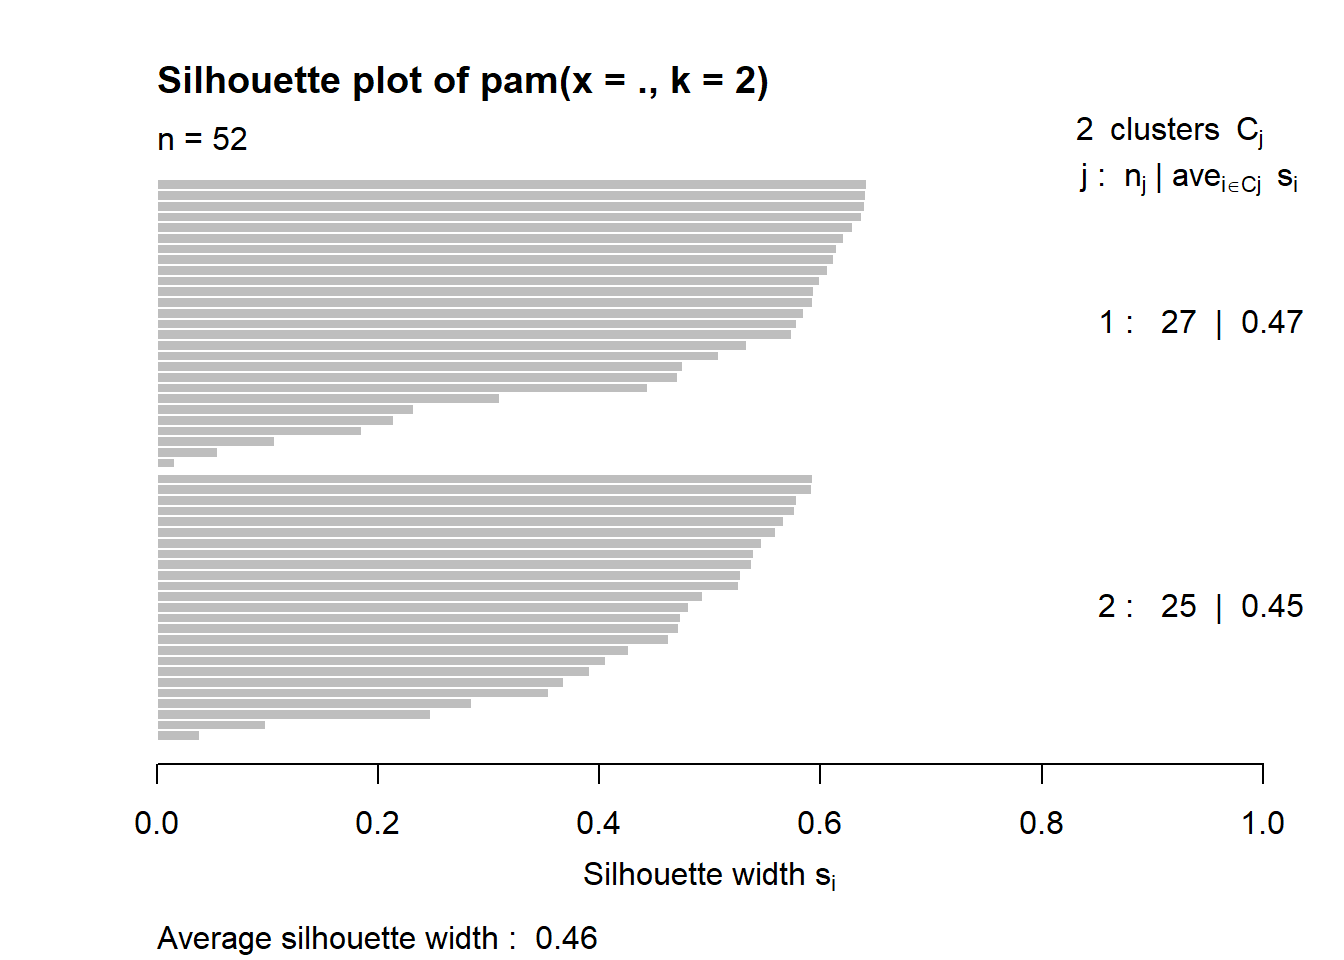 Silhouette plot of pam(x = ., k = 2)
n = 52
2 clusters Cj
j : nj | avei∈Cj si
1 : 27 | 0.47
2 : 25 | 0.45
0.0 0.2 0.4 0.6 0.8 1.0
Silhouette width si
Average silhouette width : 0.46